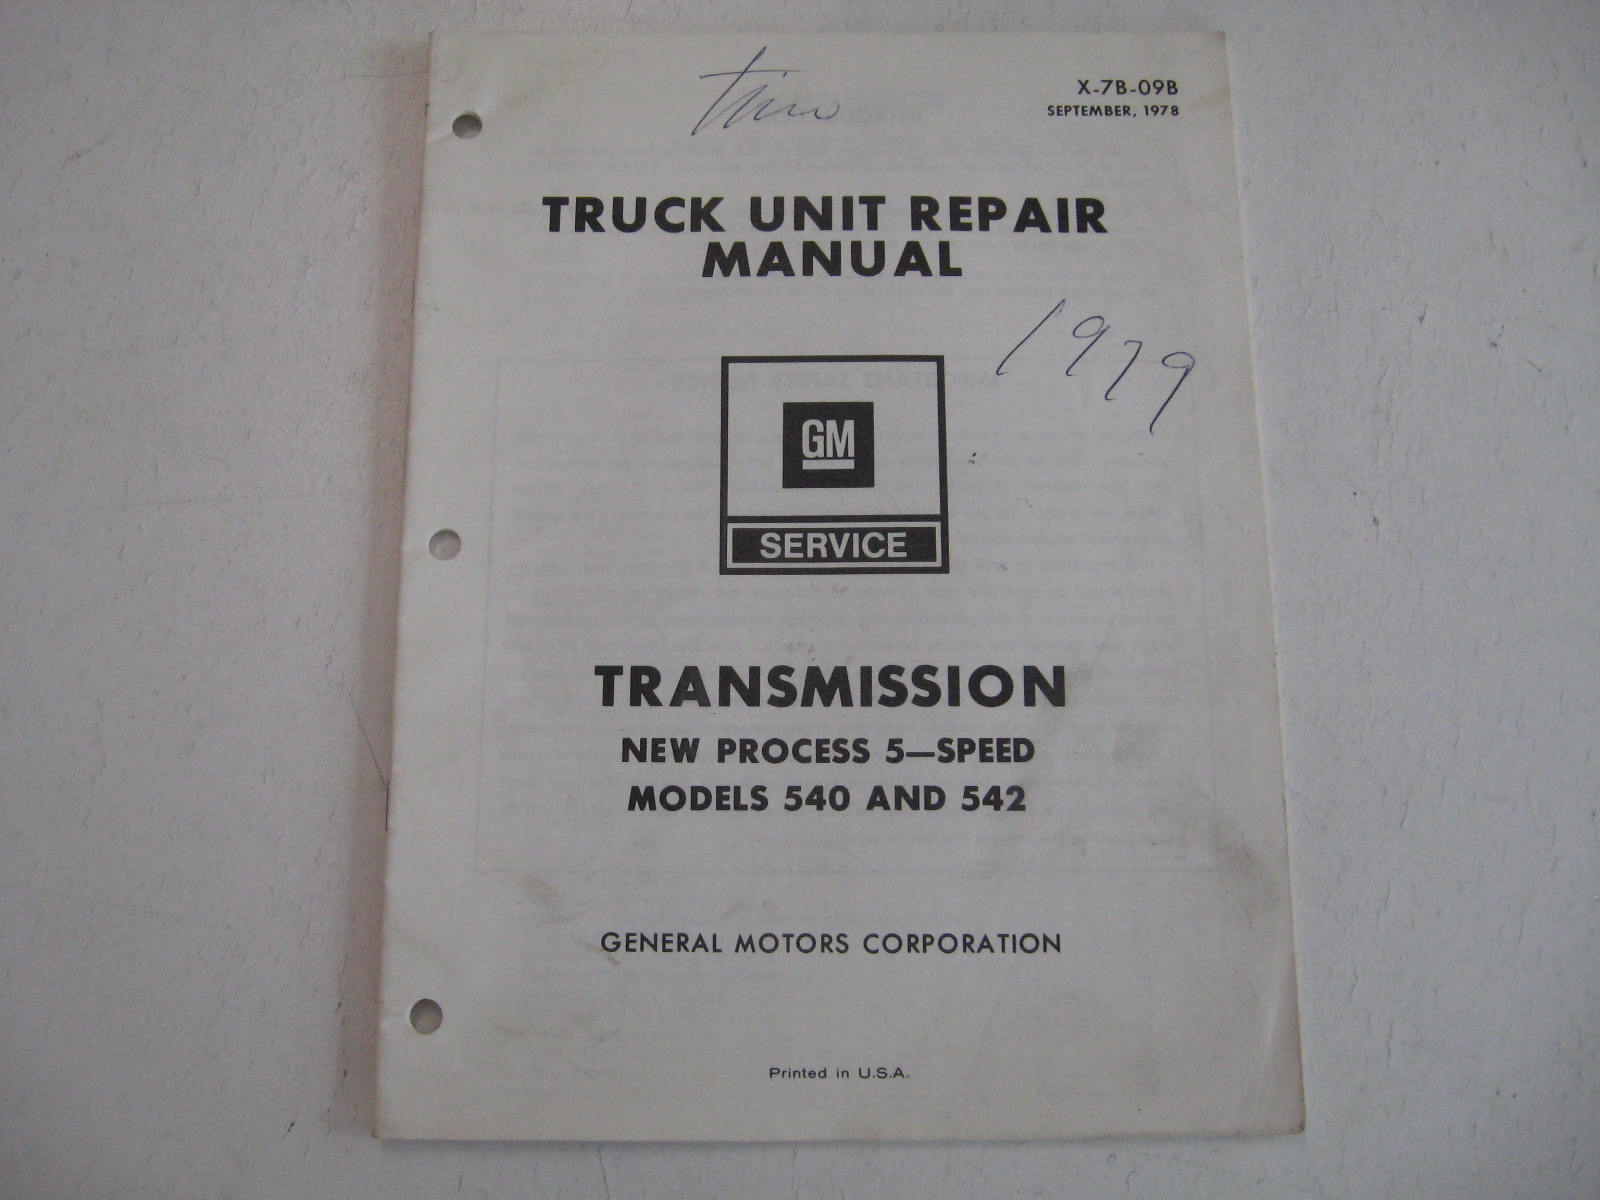 X-7B-09B
SEPTEMBER, 1978
TRUCK UNIT REPAIR
MANUAL
1979
GM
SERVICE
TRANSMISSION
NEW PROCESS 5—SPEED
MODELS 540 AND 542
GENERAL MOTORS CORPORATION
Printed in U.S.A.